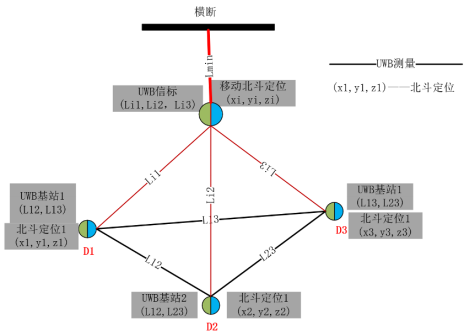 横断
Lmin
UWB测量
(x1,y1,z1)——北斗定位
UWB信标
(Li1,Li2, Li3)
移动北斗定位
(xi,yi,zi)
Li1
Li2
Li3
UWB基站1
(L12,L13)
北斗定位1
(x1,y1,z1)
D1
L13
UWB基站1
(L13,L23)
北斗定位1
(x3,y3,z3)
D3
L12
L23
UWB基站2
(L12,L23)
北斗定位1
(x2,y2,z2)
D2